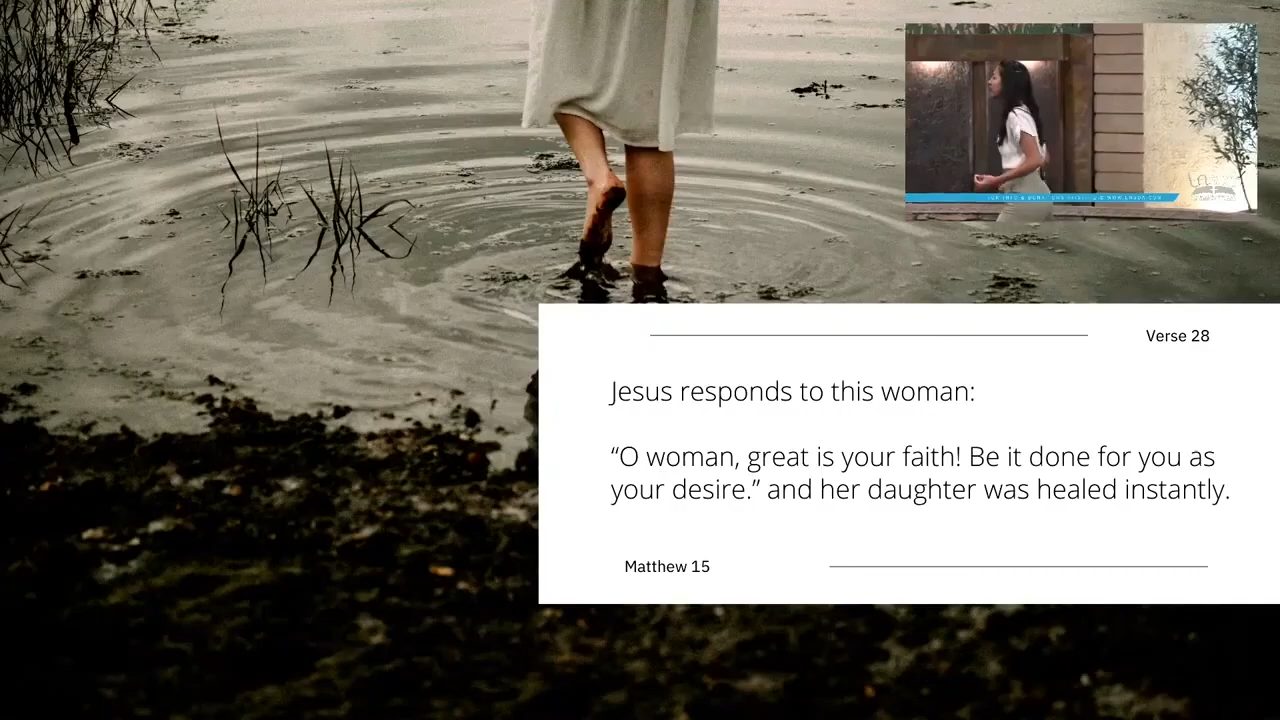 Verse 28
Jesus responds to this woman:
“O woman, great is your faith! Be it done for you as
your desire.” and her daughter was healed instantly.
Matthew 15